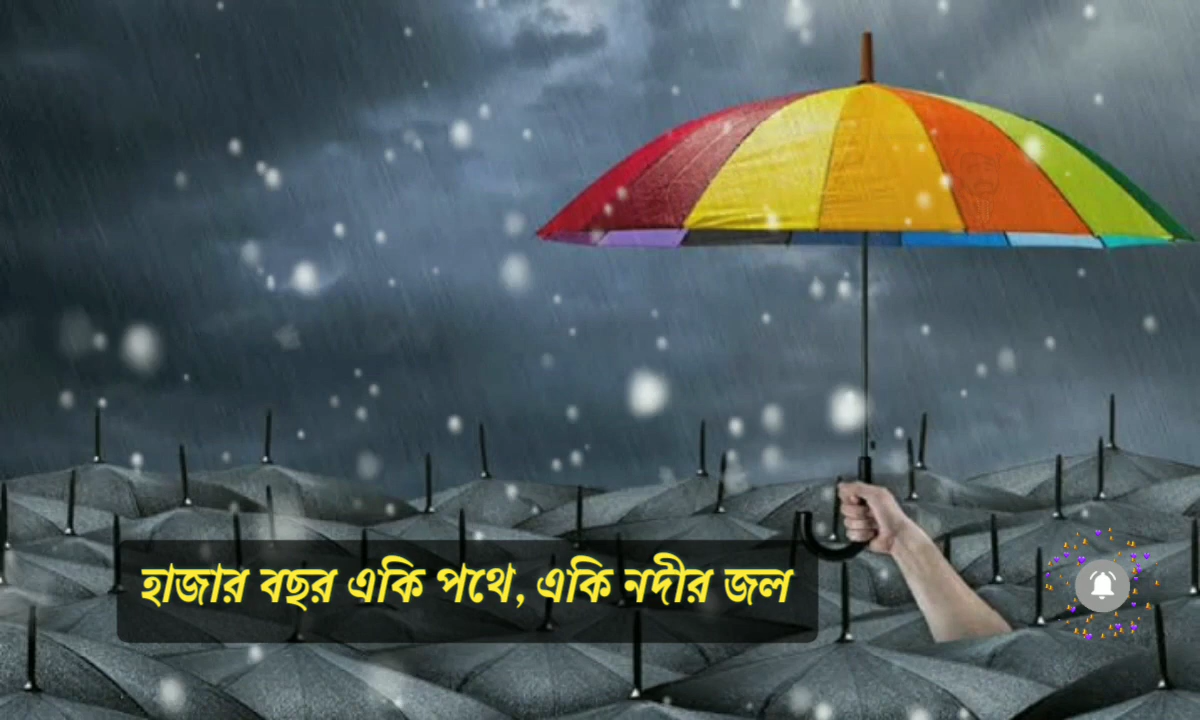 হাজার বছর একি পথে, একি নদীর জল